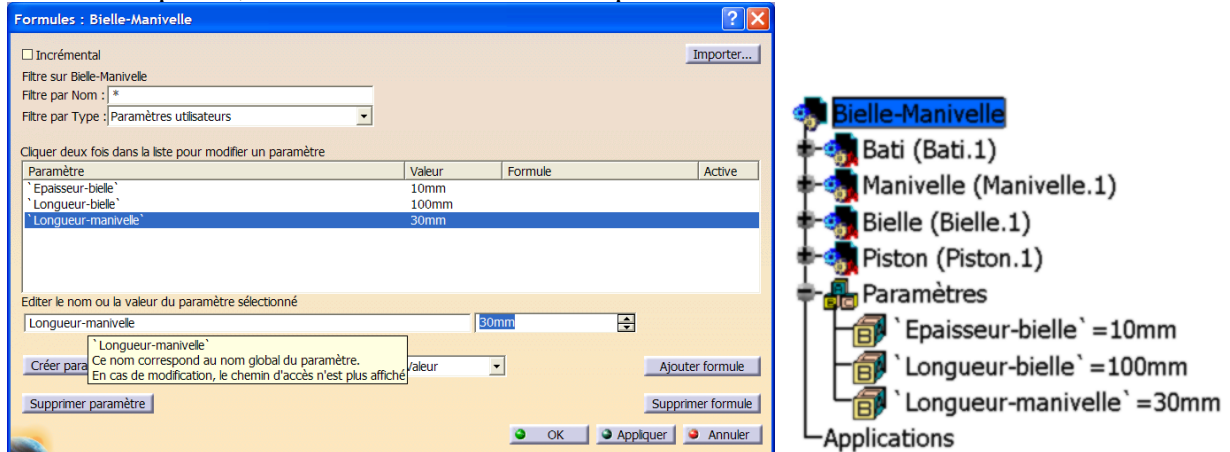 Formules : Bielle-Manivelle
Incrémental
Importer...
Filtre sur Bielle-Manivelle
Filtre par Nom : *
Filtre par Type : Paramètres utilisateurs
Cliquer deux fois dans la liste pour modifier un paramètre
Paramètre Valeur Formule Active
`Epaisseur-bielle` 10mm
`Longueur-bielle` 100mm
`Longueur-manivelle` 30mm
Editer le nom ou la valeur du paramètre sélectionné
Longueur-manivelle 30mm
`Longueur-manivelle`
Ce nom correspond au nom global du paramètre.
En cas de modification, le chemin d'accès n'est plus affiché
Créer para
Valeur
Ajouter formule
Supprimer paramètre
Supprimer formule
OK
Appliquer
Annuler
Bielle-Manivelle
Bati (Bati.1)
Manivelle (Manivelle.1)
Bielle (Bielle.1)
Piston (Piston.1)
Paramètres
`Epaisseur-bielle`=10mm
`Longueur-bielle`=100mm
`Longueur-manivelle`=30mm
Applications